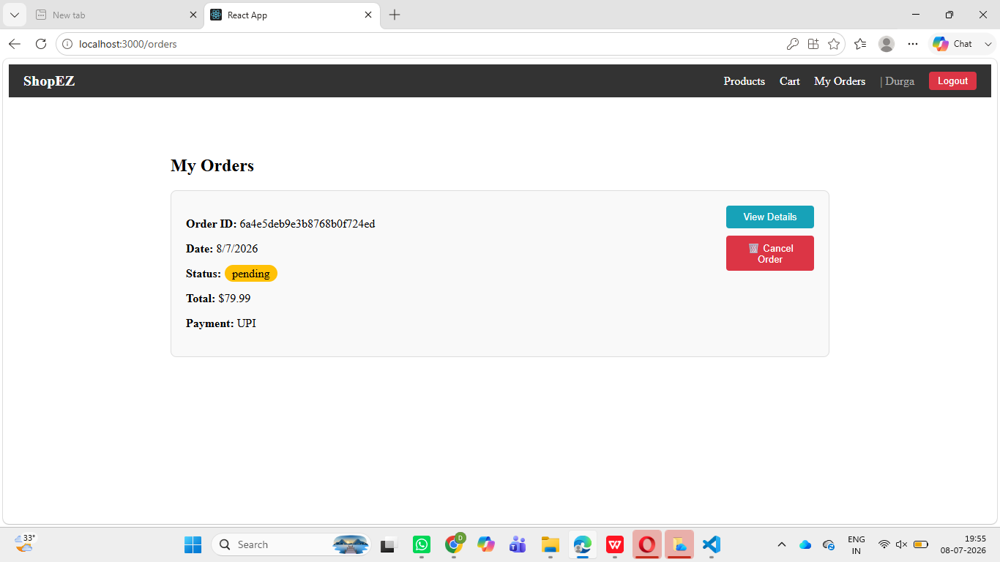 New tab
React App
localhost:3000/orders
Chat
ShopEZ
Products Cart My Orders | Durga Logout
My Orders
Order ID: 6a4e5deb9e3b8768b0f724ed
Date: 8/7/2026
Status: pending
Total: $79.99
Payment: UPI
View Details
Cancel
Order
33°
Search
D
ENG
IN
19:55
08-07-2026